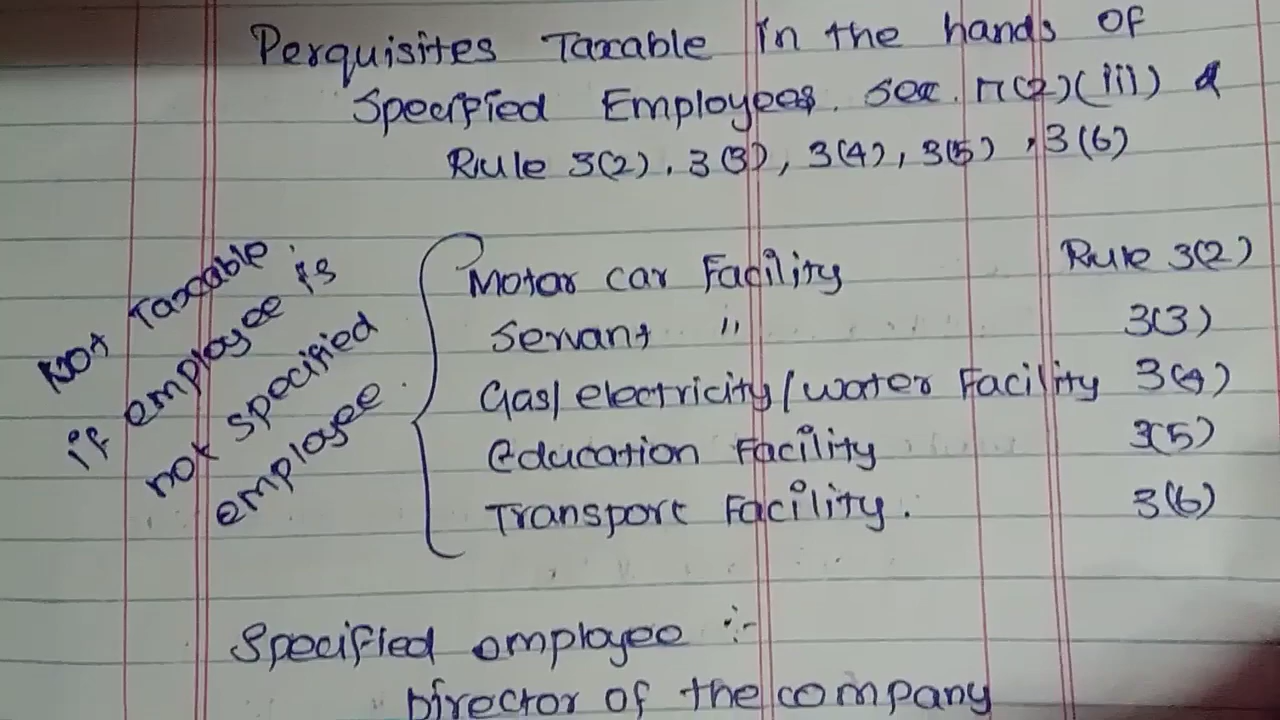 Perquisites Taxable in the hands of
Specified Employees. sec. 17(2)(iii) &
Rule 3(2), 3(3), 3(4), 3(5), 3(6)
Not Taxable
if employee is
not specified
employee.
Motor car Facility Rule 3(2)
Servant " 3(3)
Gas/electricity/water Facility 3(4)
Education Facility 3(5)
Transport Facility. 3(6)
Specified employee :-
Director of the company